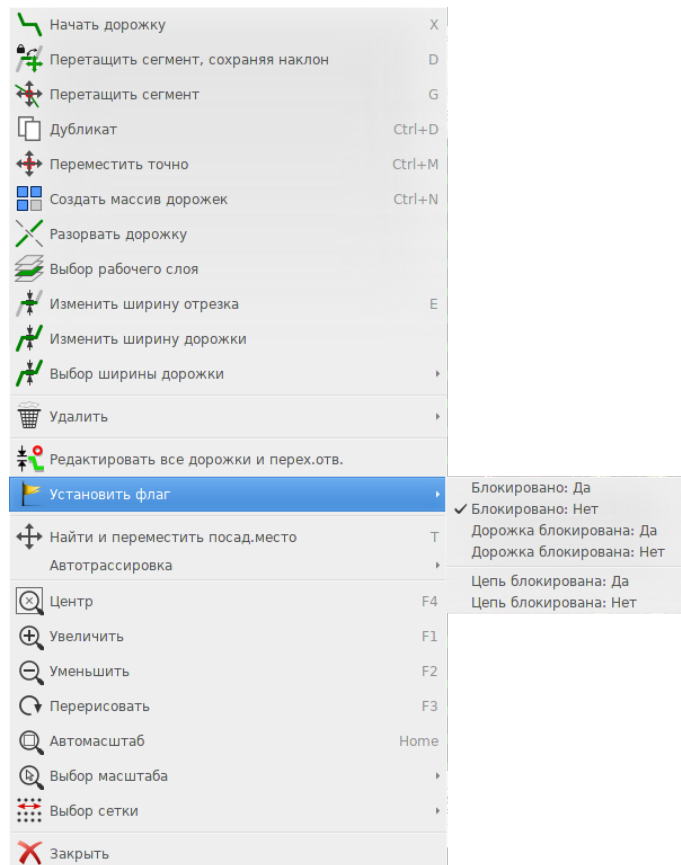 Начать дорожку X
Перетащить сегмент, сохраняя наклон D
Перетащить сегмент G
Дубликат Ctrl+D
Переместить точно Ctrl+M
Создать массив дорожек Ctrl+N
Разорвать дорожку
Выбор рабочего слоя
Изменить ширину отрезка E
Изменить ширину дорожки
Выбор ширины дорожки
Удалить
Редактировать все дорожки и перех.отв.
Установить флаг
Блокировано: Да
Блокировано: Нет
Дорожка блокирована: Да
Дорожка блокирована: Нет
Цепь блокирована: Да
Цепь блокирована: Нет
Найти и переместить посад.место T
Автотрассировка
Центр F4
Увеличить F1
Уменьшить F2
Перерисовать F3
Автомасштаб Home
Выбор масштаба
Выбор сетки
Закрыть